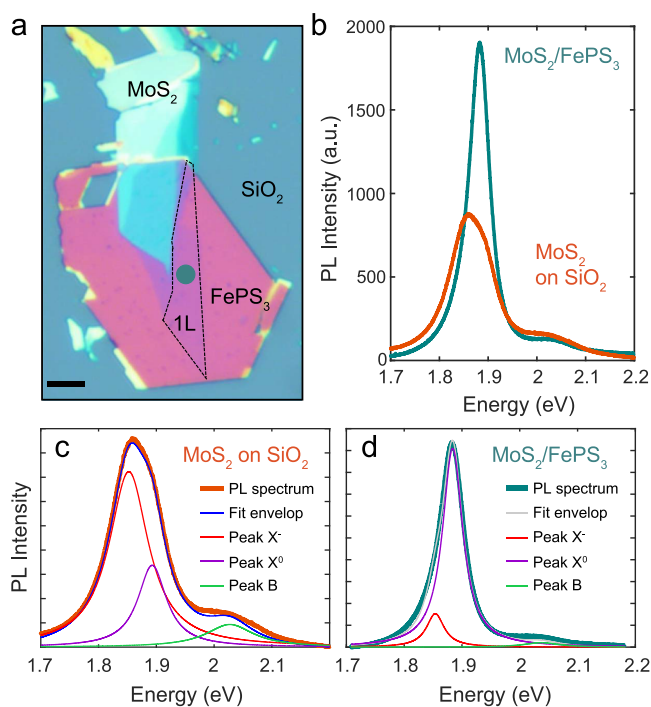 a
MoS₂
SiO₂
FePS₃
1L
b
MoS₂/FePS₃
MoS₂
on SiO₂
PL Intensity (a.u.)
2000
1500
1000
500
0
1.7 1.8 1.9 2 2.1 2.2
Energy (eV)
c
MoS₂ on SiO₂
PL spectrum
Fit envelop
Peak X⁻
Peak X⁰
Peak B
PL Intensity
1.7 1.8 1.9 2 2.1
Energy (eV)
d
MoS₂/FePS₃
PL spectrum
Fit envelop
Peak X⁻
Peak X⁰
Peak B
1.7 1.8 1.9 2 2.1 2.2
Energy (eV)